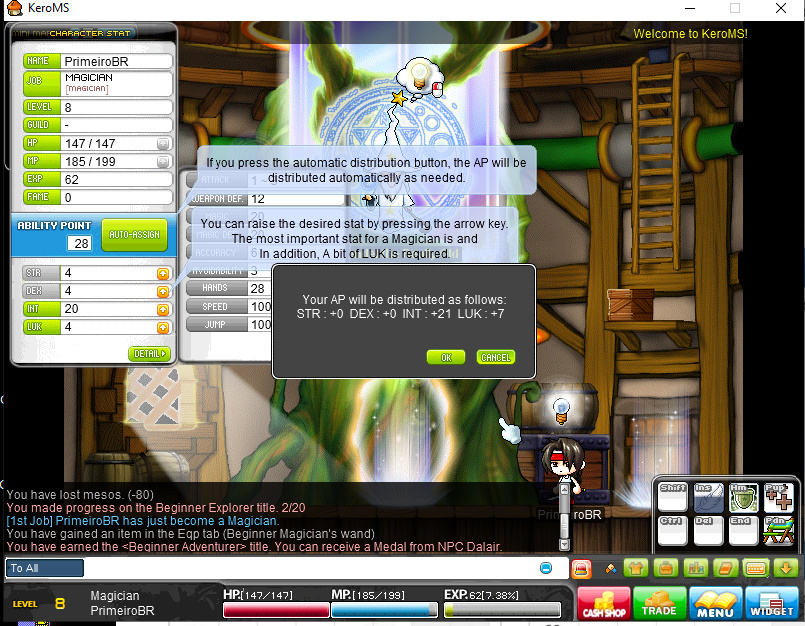 KeroMS
Welcome to KeroMS!
MINI MAP
CHARACTER STAT
NAME PrimeiroBR
JOB MAGICIAN
[MAGICIAN]
LEVEL 8
GUILD -
HP 147 / 147
MP 185 / 199
EXP 62
FAME 0
ABILITY POINT
28 AUTO-ASSIGN
STR 4
DEX 4
INT 20
LUK 4
DETAIL
If you press the automatic distribution button, the AP will be
distributed automatically as needed.
ATTACK
WEAPON DEF. 12
You can raise the desired stat by pressing the arrow key.
The most important stat for a Magician is and
In addition, A bit of LUK is required.
ACCURACY
AVOIDABILITY 3
HANDS 28
SPEED 100
JUMP 100
Your AP will be distributed as follows:
STR : +0 DEX : +0 INT : +21 LUK : +7
OK CANCEL
You have lost mesos. (-80)
You made progress on the Beginner Explorer title. 2/20
[1st Job] PrimeiroBR has just become a Magician.
You have gained an item in the Eqp tab (Beginner Magician's wand)
You have earned the <Beginner Adventurer> title. You can receive a Medal from NPC Dalair.
Shift Ins Hm Pup
Ctrl Del End Pdn
To All
LEVEL 8 Magician
PrimeiroBR
HP.[147/147] MP.[185/199] EXP.62[7.38%]
CASH SHOP TRADE MENU WIDGET